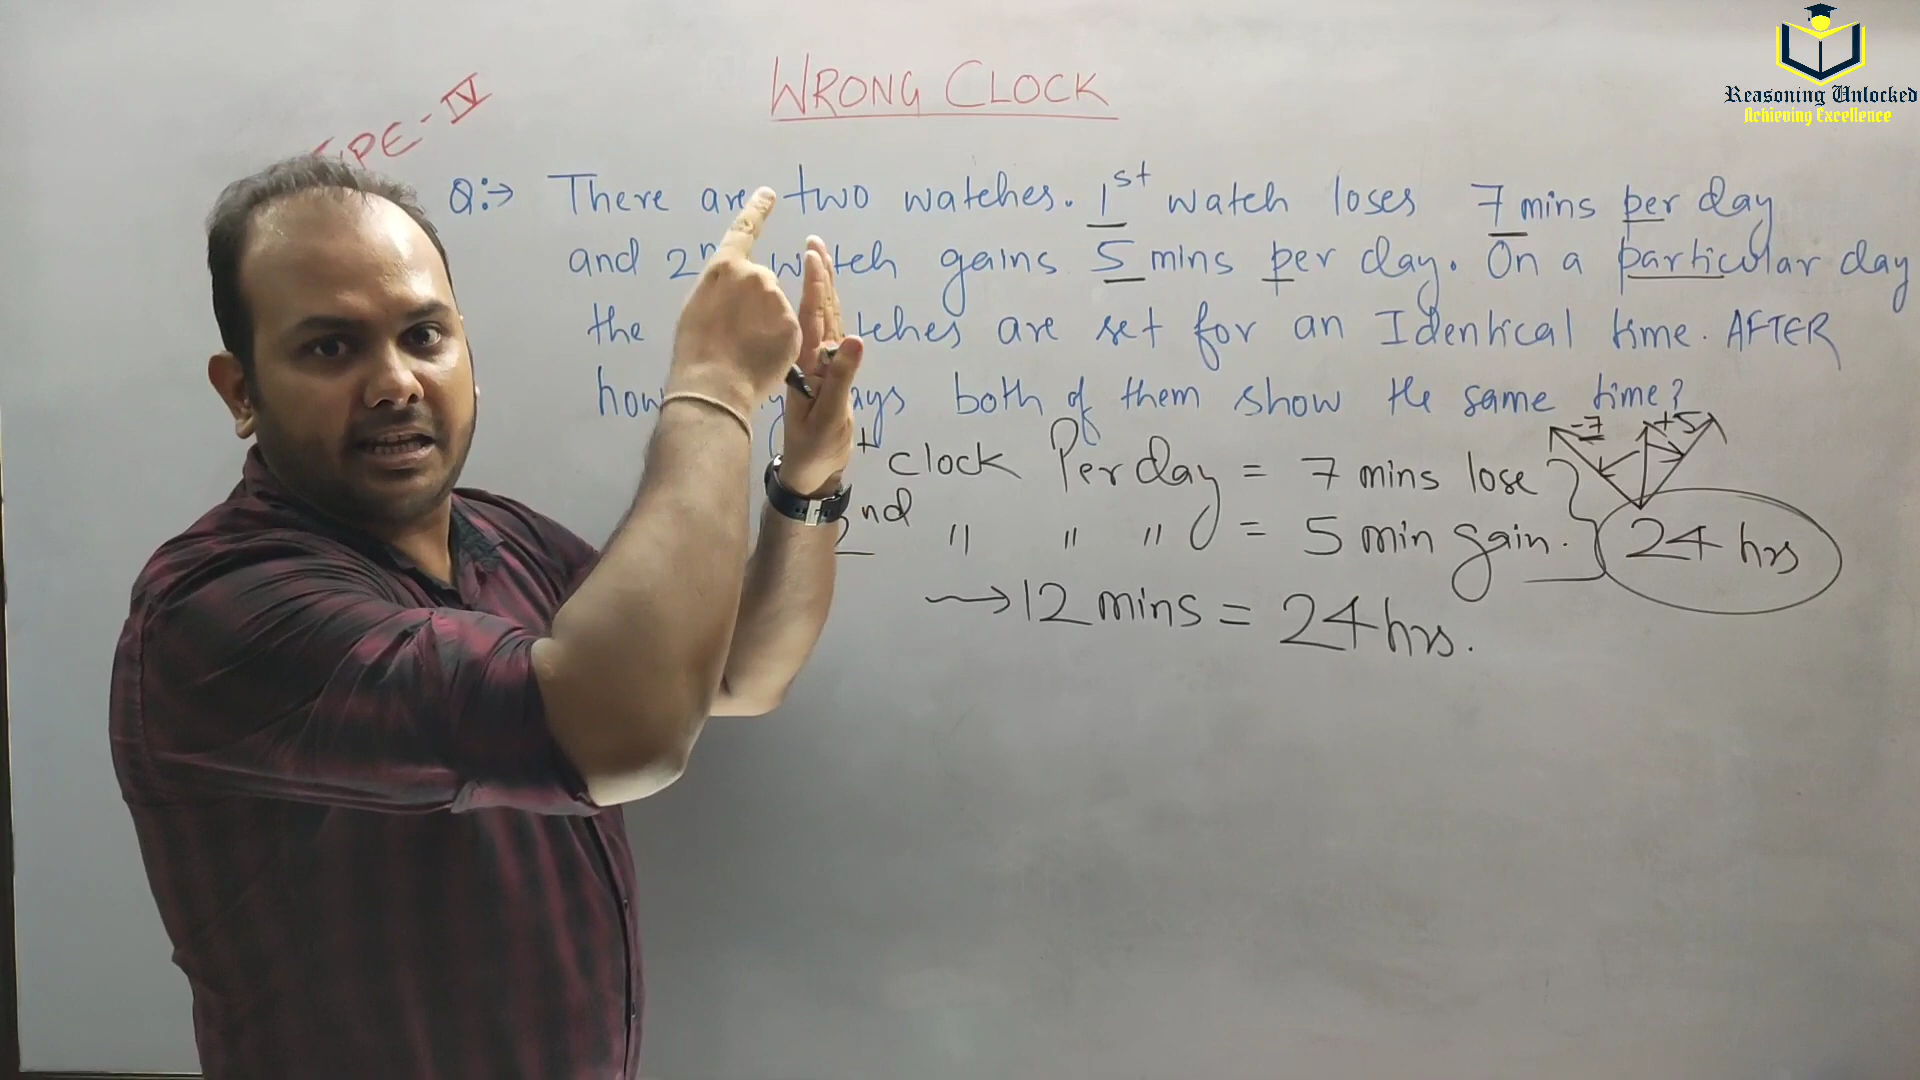 WRONG CLOCK
TYPE-IV
Reasoning Unlocked
Achieving Excellence
Q:→ There are two watches. 1st watch loses 7 mins per day
and 2nd watch gains 5 mins per day. On a particular day
the watches are set for an Identical time. AFTER
how days both of them show the same time?
-7 +5
clock Per day = 7 mins lose
2nd " " " = 5 min gain. 24 hrs
→ 12 mins = 24 hrs.